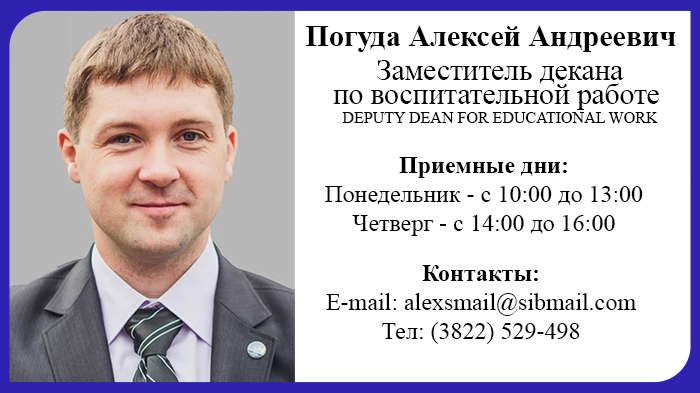 Погуда Алексей Андреевич
Заместитель декана
по воспитательной работе
DEPUTY DEAN FOR EDUCATIONAL WORK
Приемные дни:
Понедельник - с 10:00 до 13:00
Четверг - с 14:00 до 16:00
Контакты:
E-mail: alexsmail@sibmail.com
Тел: (3822) 529-498